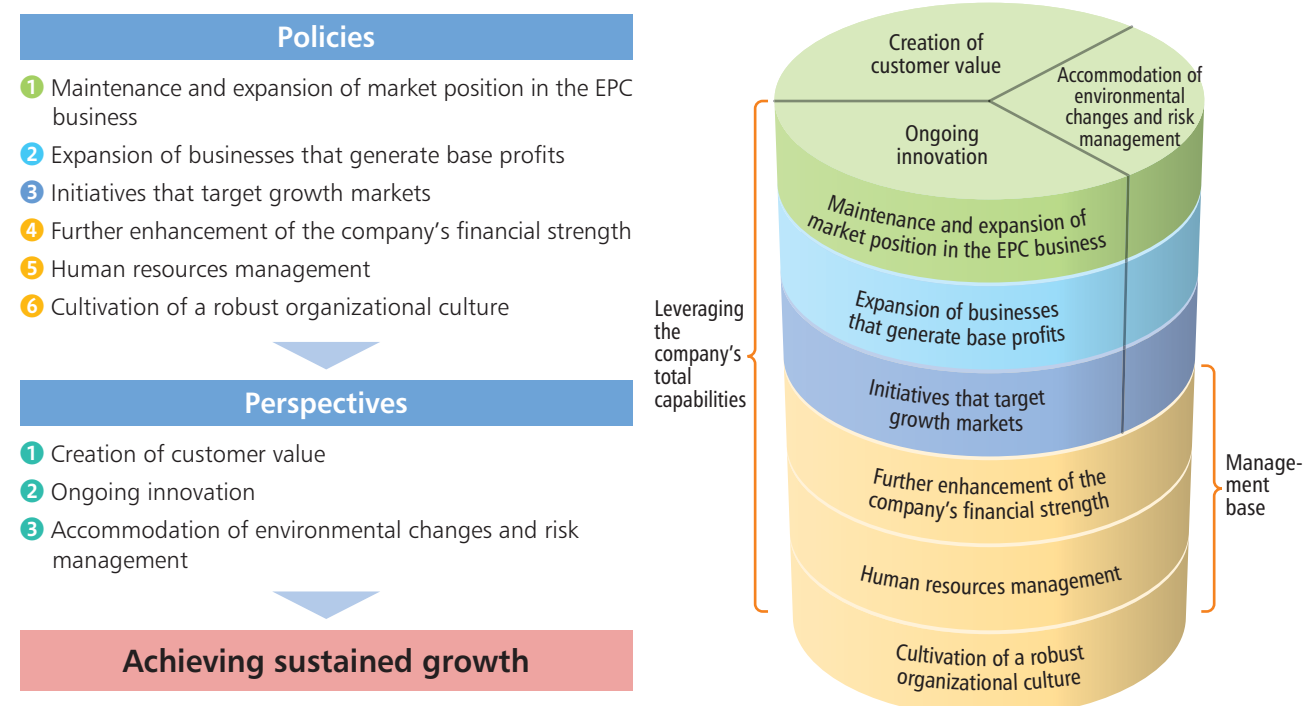 Policies
1 Maintenance and expansion of market position in the EPC
business
2 Expansion of businesses that generate base profits
3 Initiatives that target growth markets
4 Further enhancement of the company’s financial strength
5 Human resources management
6 Cultivation of a robust organizational culture
Perspectives
1 Creation of customer value
2 Ongoing innovation
3 Accommodation of environmental changes and risk
management
Achieving sustained growth
Creation of
customer value
Accommodation of
environmental
changes and risk
management
Ongoing
innovation
Maintenance and expansion of
market position in the EPC business
Expansion of businesses
that generate base profits
Initiatives that target
growth markets
Further enhancement of the
company’s financial strength
Human resources management
Cultivation of a robust
organizational culture
Leveraging
the
company’s
total
capabilities
Manage-
ment
base